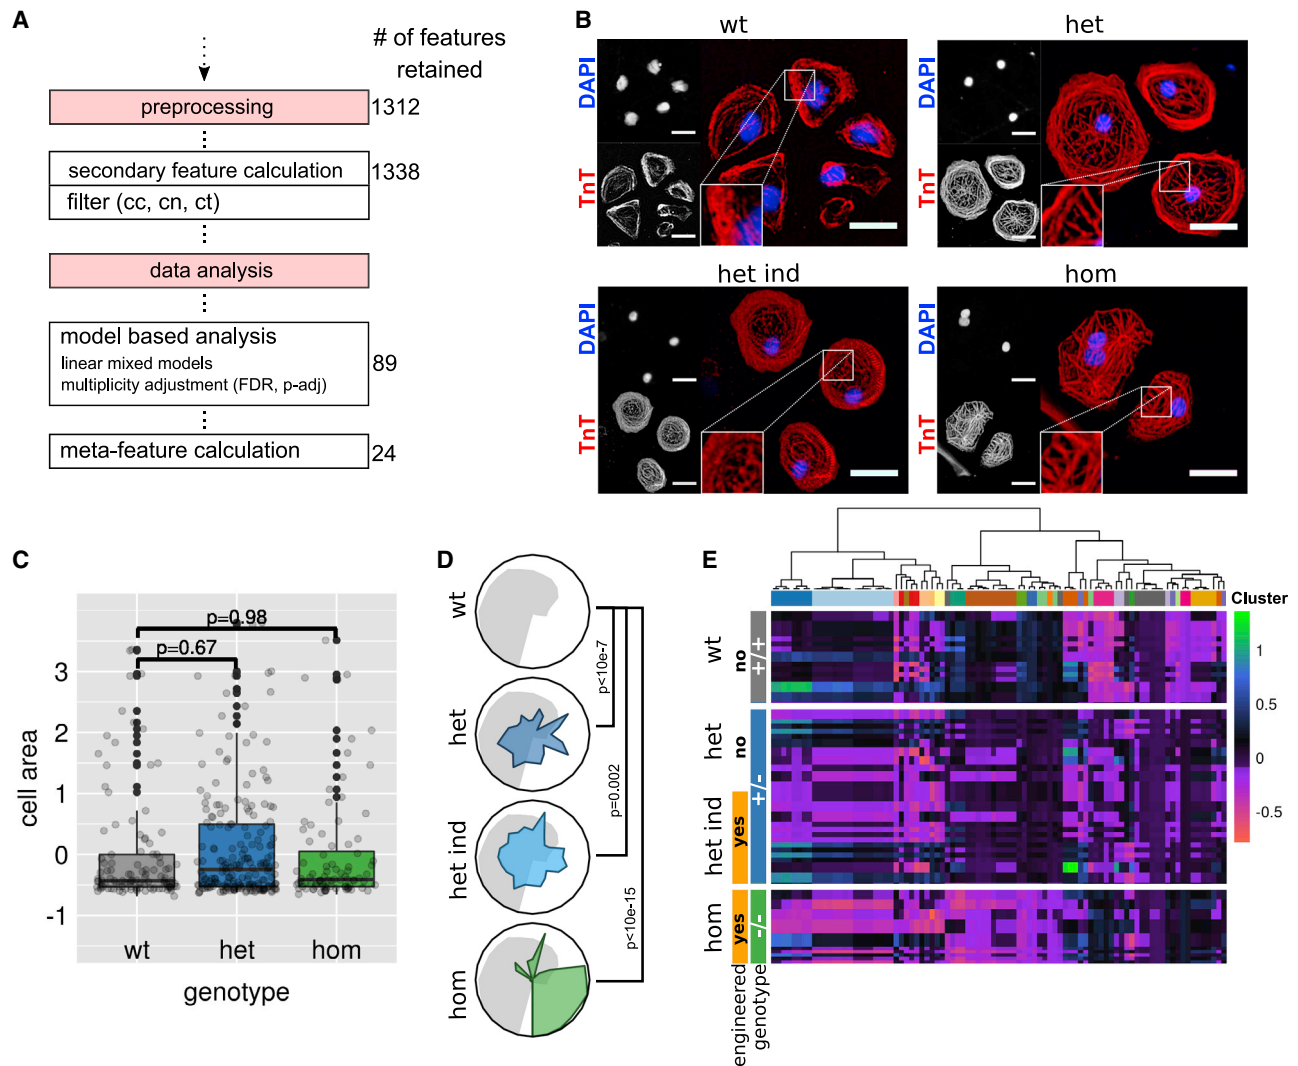 A
# of features
retained
preprocessing
1312
secondary feature calculation
1338
filter (cc, cn, ct)
data analysis
model based analysis
linear mixed models
89
multiplicity adjustment (FDR, p-adj)
meta-feature calculation
24
B
wt
DAPI
TnT
het
DAPI
TnT
het ind
DAPI
TnT
hom
DAPI
TnT
C
p=0.98
p=0.67
3
2
1
0
-1
cell area
wt
het
hom
genotype
D
wt
het
het ind
hom
p<10e-7
p=0.002
p<10e-15
E
Cluster
1
0.5
0
-0.5
wt
no
+/+
het
no
+/-
het ind
yes
hom
yes
-/-
engineered
genotype